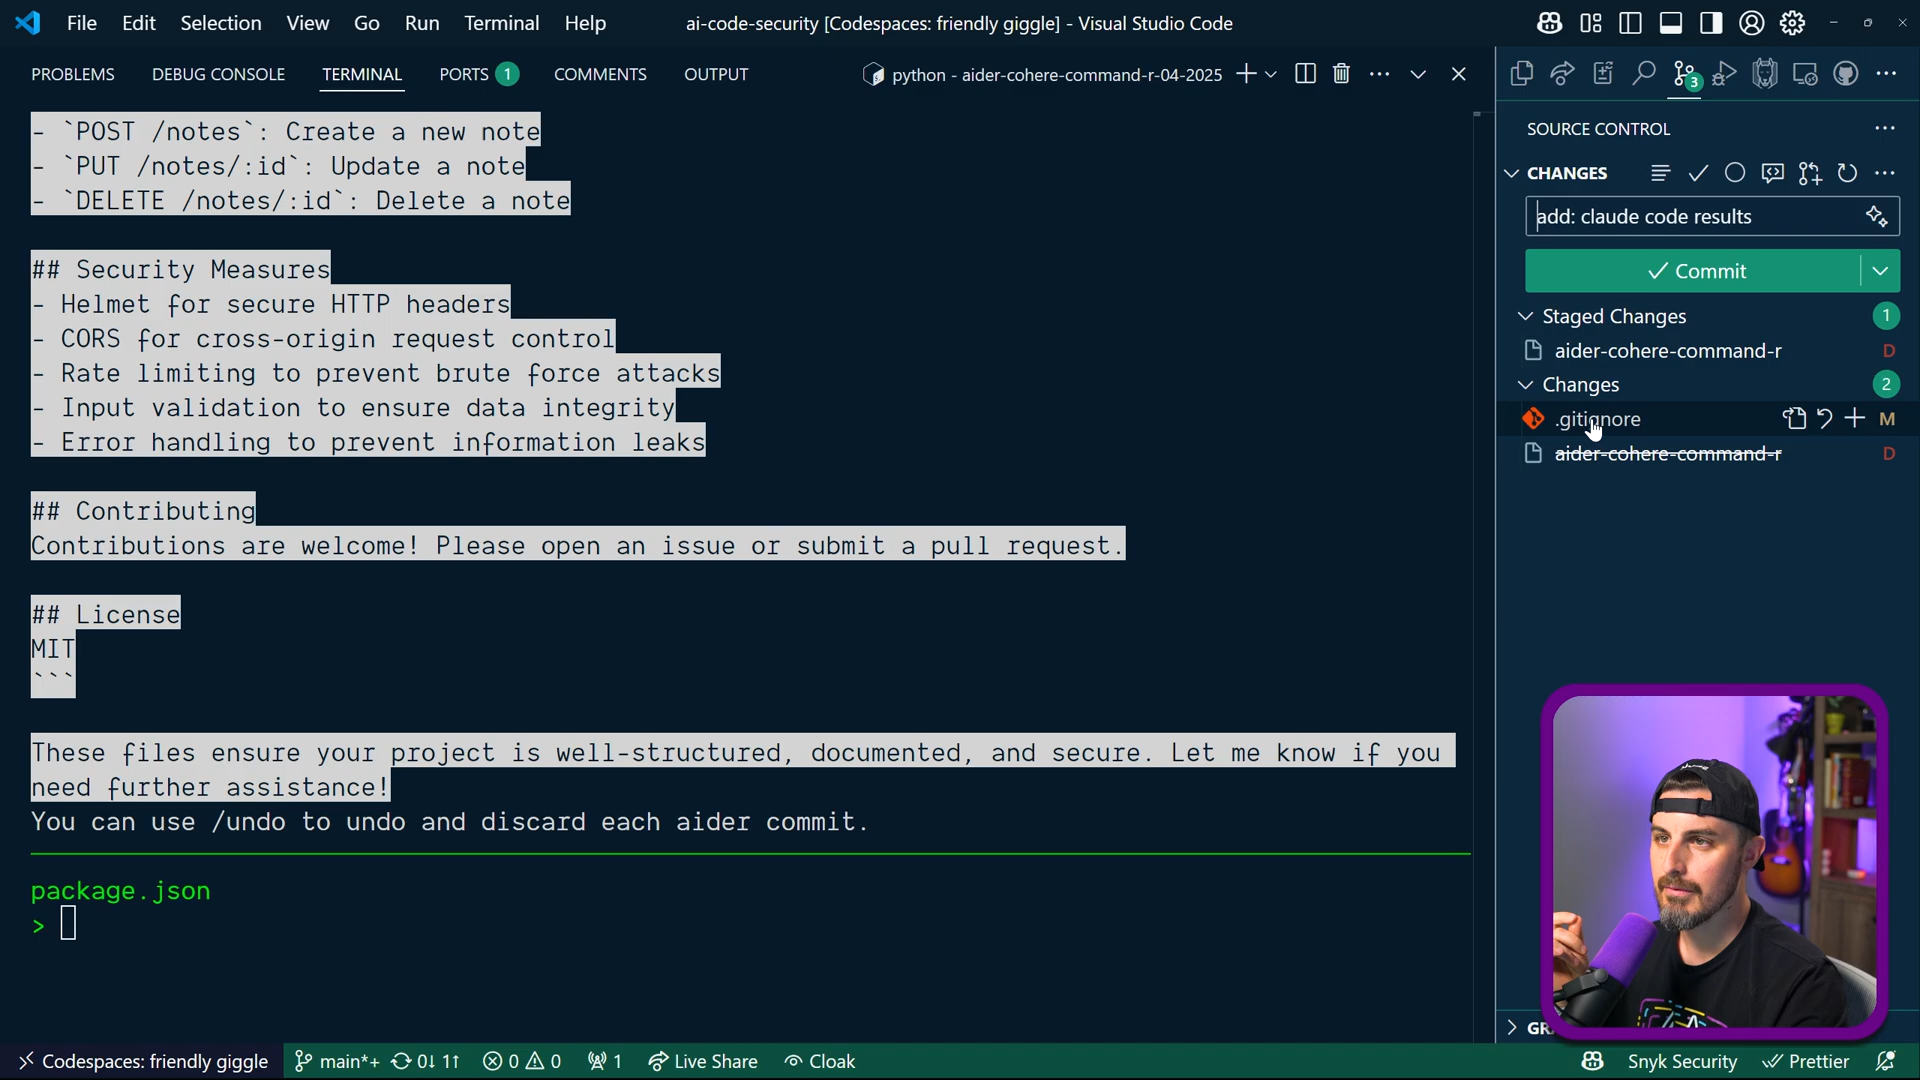 File Edit Selection View Go Run Terminal Help
ai-code-security [Codespaces: friendly giggle] - Visual Studio Code
PROBLEMS DEBUG CONSOLE TERMINAL PORTS 1 COMMENTS OUTPUT
python - aider-cohere-command-r-04-2025
- `POST /notes`: Create a new note
- `PUT /notes/:id`: Update a note
- `DELETE /notes/:id`: Delete a note
## Security Measures
- Helmet for secure HTTP headers
- CORS for cross-origin request control
- Rate limiting to prevent brute force attacks
- Input validation to ensure data integrity
- Error handling to prevent information leaks
## Contributing
Contributions are welcome! Please open an issue or submit a pull request.
## License
MIT
```
These files ensure your project is well-structured, documented, and secure. Let me know if you
need further assistance!
You can use /undo to undo and discard each aider commit.
package.json
>
3
SOURCE CONTROL
CHANGES
add: claude code results
Commit
Staged Changes 1
aider-cohere-command-r D
Changes 2
.gitignore M
aider-cohere-command-r D
Codespaces: friendly giggle main*+ 0↓ 1↑ 0 0 1 Live Share Cloak
Snyk Security Prettier